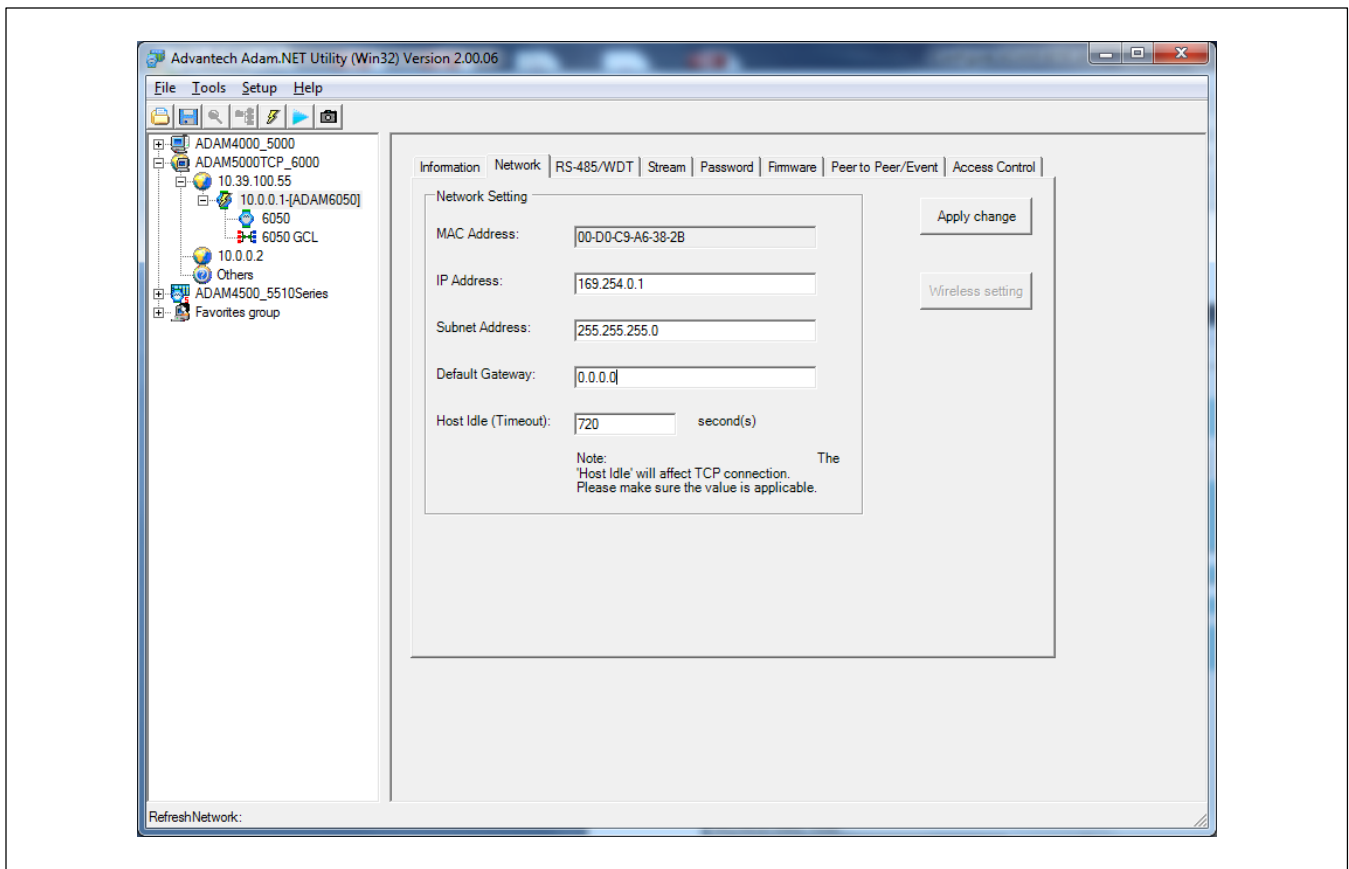 Advantech Adam.NET Utility (Win32) Version 2.00.06
File Tools Setup Help
ADAM4000_5000
ADAM5000TCP_6000
10.39.100.55
10.0.0.1-[ADAM6050]
6050
6050 GCL
10.0.0.2
Others
ADAM4500_5510Series
Favorites group
Information Network RS-485/WDT Stream Password Firmware Peer to Peer/Event Access Control
Network Setting
MAC Address: 00-D0-C9-A6-38-2B
IP Address: 169.254.0.1
Subnet Address: 255.255.255.0
Default Gateway: 0.0.0.0
Host Idle (Timeout): 720 second(s)
Note: The
'Host Idle' will affect TCP connection.
Please make sure the value is applicable.
Apply change
Wireless setting
RefreshNetwork: